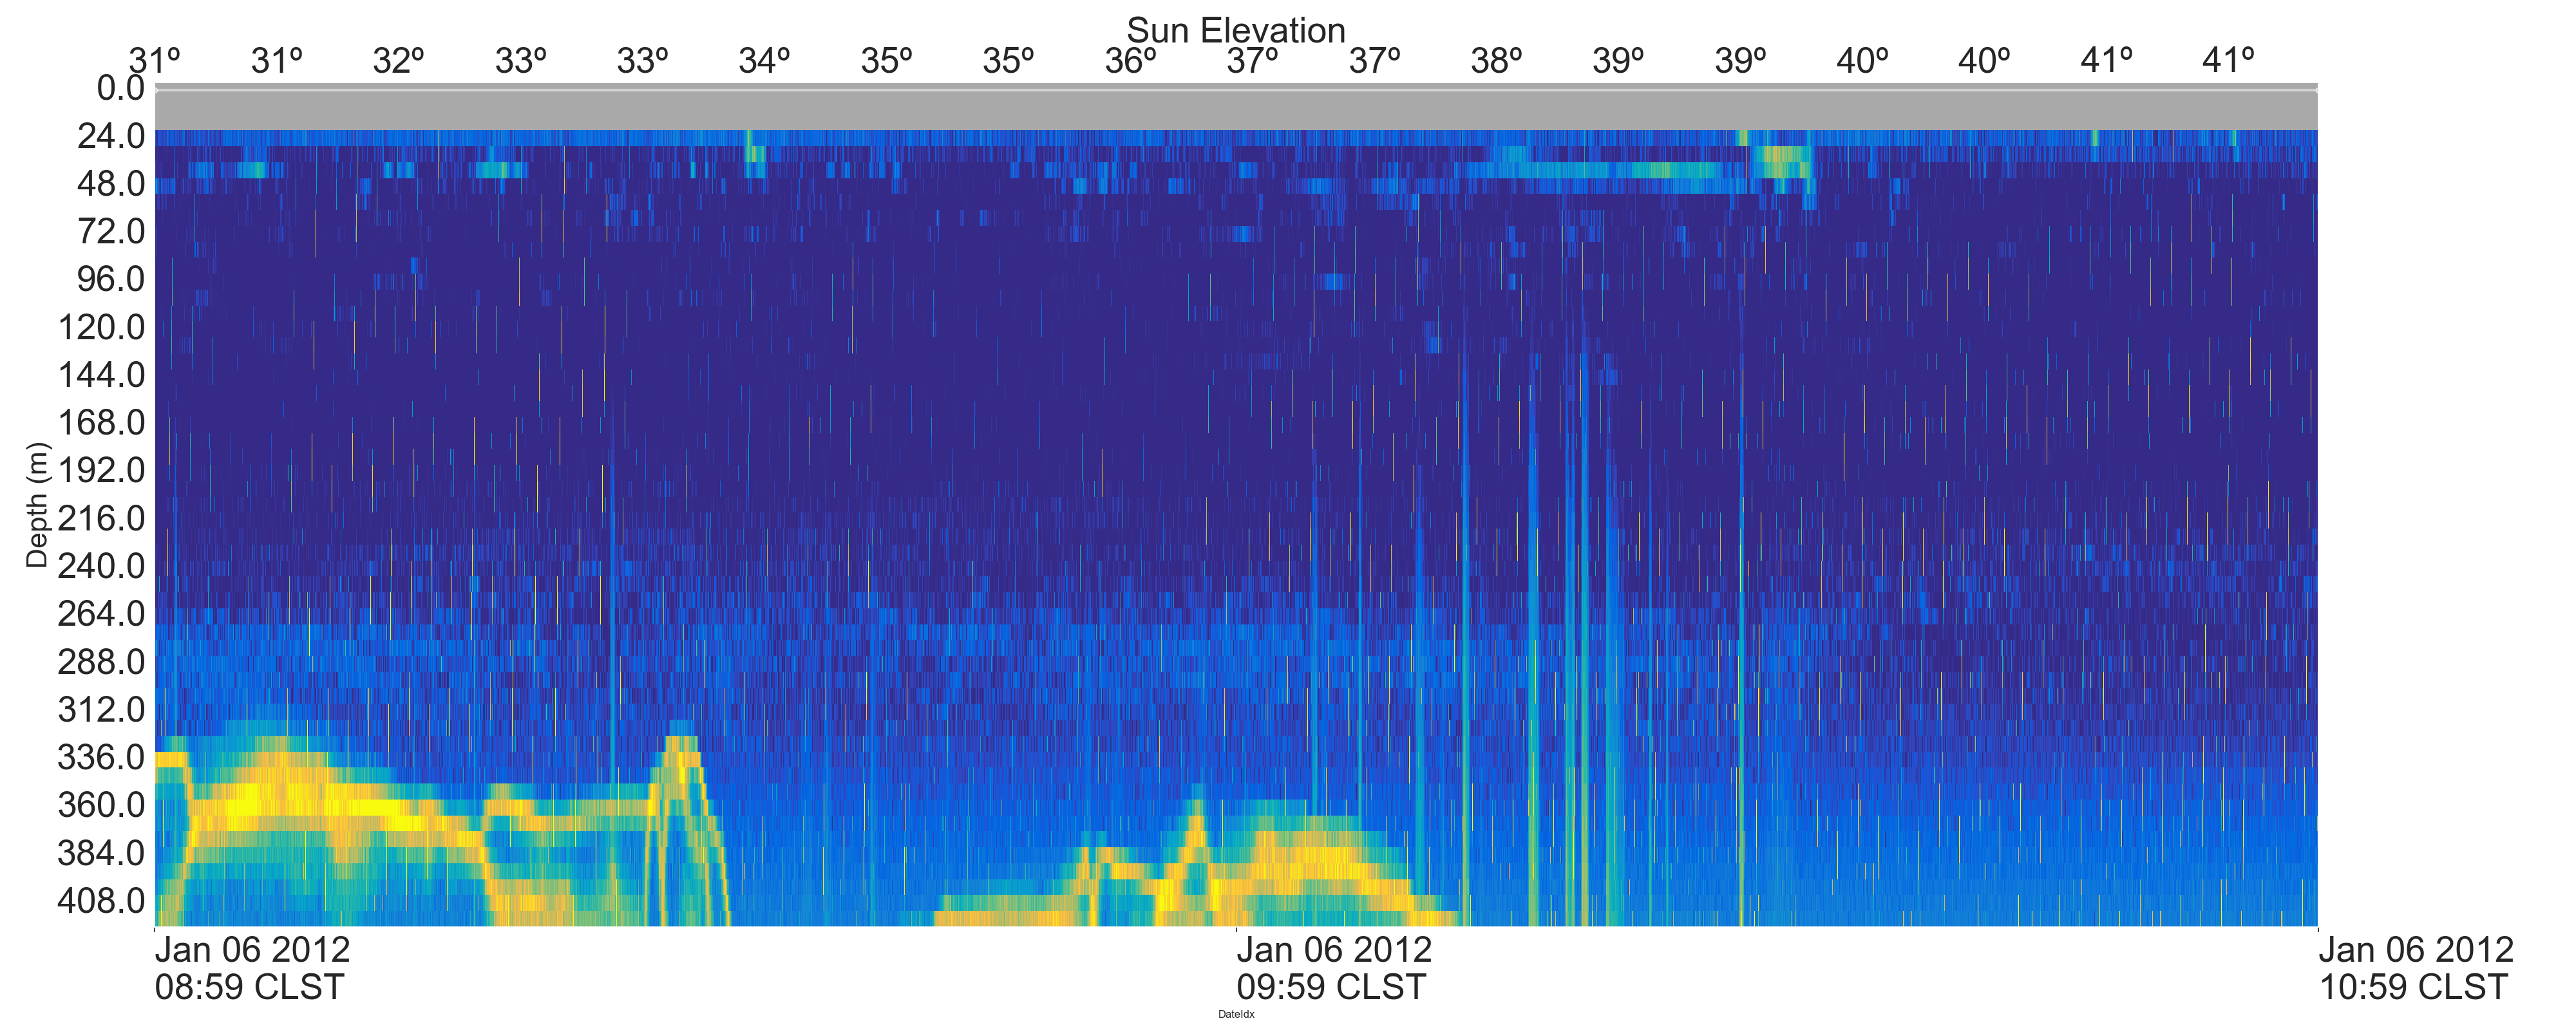 Sun Elevation
31º 31º 32º 33º 33º 34º 35º 35º 36º 37º 37º 38º 39º 39º 40º 40º 41º 41º
0.0
24.0
48.0
72.0
96.0
120.0
144.0
168.0
192.0
216.0
240.0
264.0
288.0
312.0
336.0
360.0
384.0
408.0
Depth (m)
Jan 06 2012
08:59 CLST
Jan 06 2012
09:59 CLST
Jan 06 2012
10:59 CLST
DateIdx